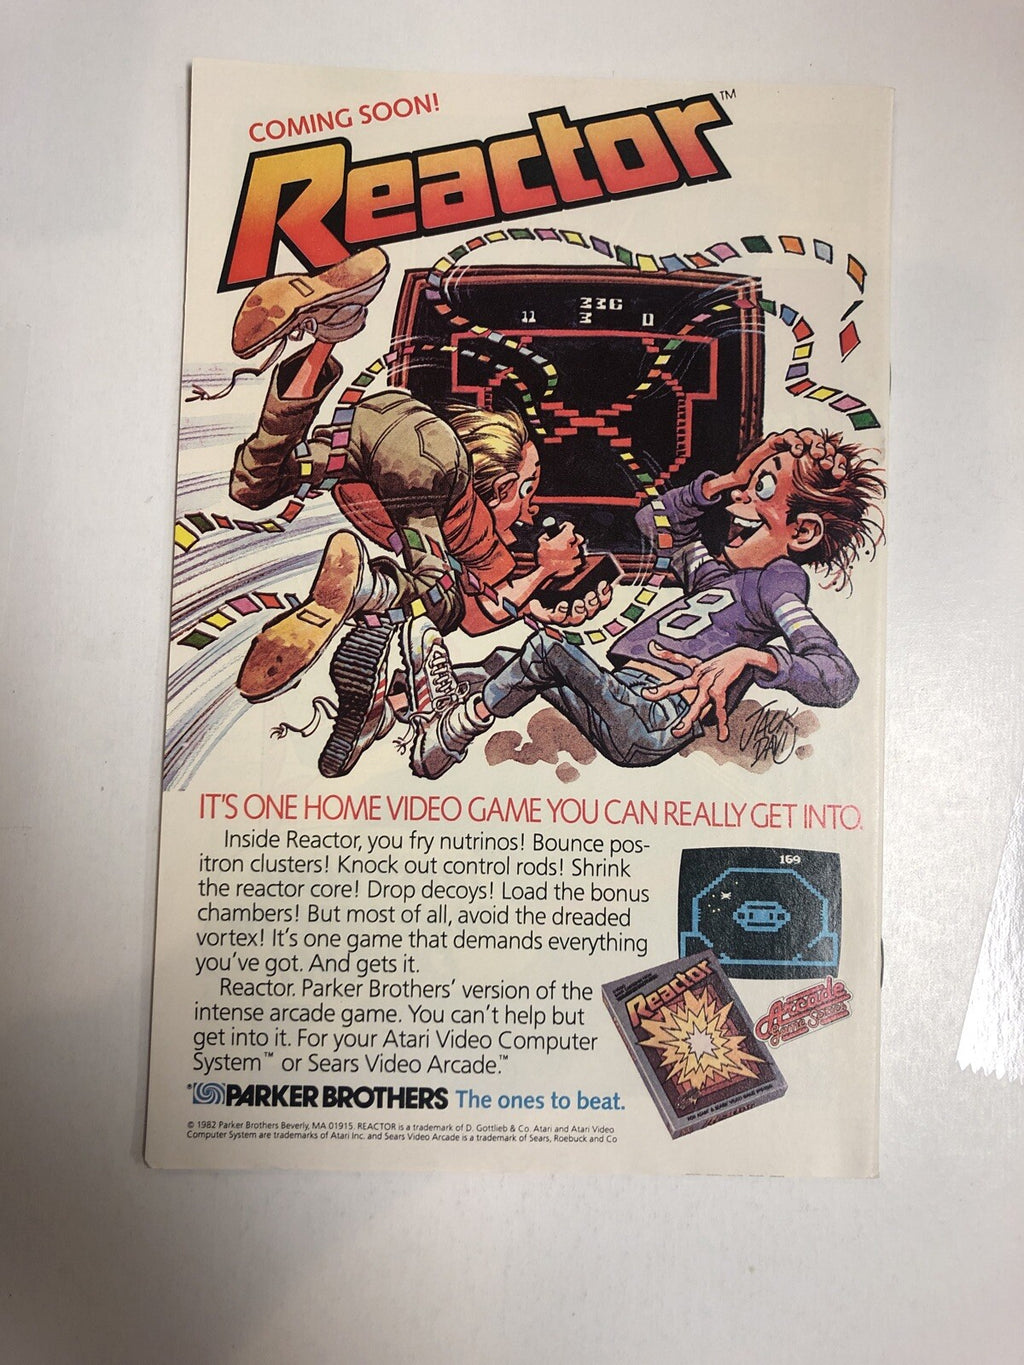 COMING SOON!
Reactor™
336
11 3 0
8
JACK
DAVIS
IT'S ONE HOME VIDEO GAME YOU CAN REALLY GET INTO.
Inside Reactor, you fry nutrinos! Bounce pos-
itron clusters! Knock out control rods! Shrink
the reactor core! Drop decoys! Load the bonus
chambers! But most of all, avoid the dreaded
vortex! It's one game that demands everything
you've got. And gets it.
Reactor. Parker Brothers' version of the
intense arcade game. You can't help but
get into it. For your Atari Video Computer
System™ or Sears Video Arcade.™
169
Reactor
Arcade
Game Series
PARKER BROTHERS The ones to beat.
© 1982 Parker Brothers Beverly, MA 01915. REACTOR is a trademark of D. Gottlieb & Co. Atari and Atari Video
Computer System are trademarks of Atari Inc. and Sears Video Arcade is a trademark of Sears, Roebuck and Co